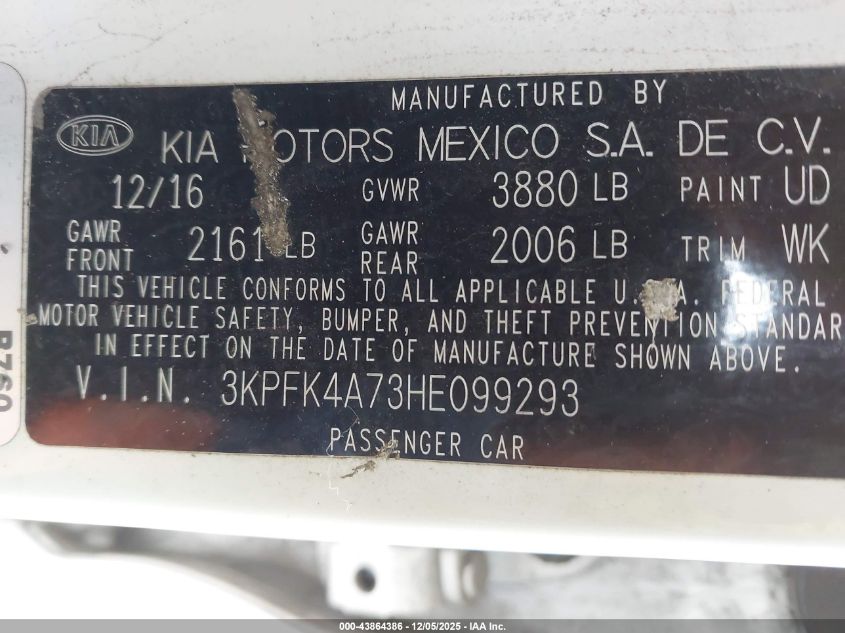 MANUFACTURED BY
KIA
KIA MOTORS MEXICO S.A. DE C.V.
12/16 GVWR 3880 LB PAINT UD
GAWR FRONT 2161 LB GAWR REAR 2006 LB TRIM WK
THIS VEHICLE CONFORMS TO ALL APPLICABLE U.S.A. FEDERAL
MOTOR VEHICLE SAFETY, BUMPER, AND THEFT PREVENTION STANDAR
IN EFFECT ON THE DATE OF MANUFACTURE SHOWN ABOVE.
V.I.N. 3KPFK4A73HE099293
PASSENGER CAR
000-43864386 - 12/05/2025 - IAA Inc.